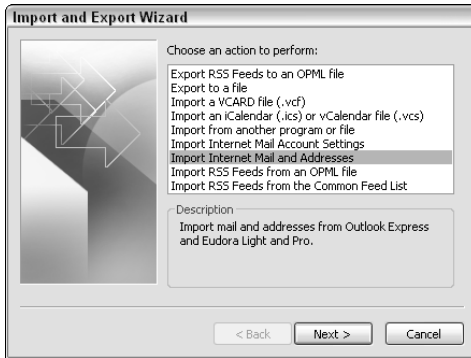 Import and Export Wizard
Choose an action to perform:
Export RSS Feeds to an OPML file
Export to a file
Import a VCARD file (.vcf)
Import an iCalendar (.ics) or vCalendar file (.vcs)
Import from another program or file
Import Internet Mail Account Settings
Import Internet Mail and Addresses
Import RSS Feeds from an OPML file
Import RSS Feeds from the Common Feed List
Description
Import mail and addresses from Outlook Express
and Eudora Light and Pro.
< Back
Next >
Cancel